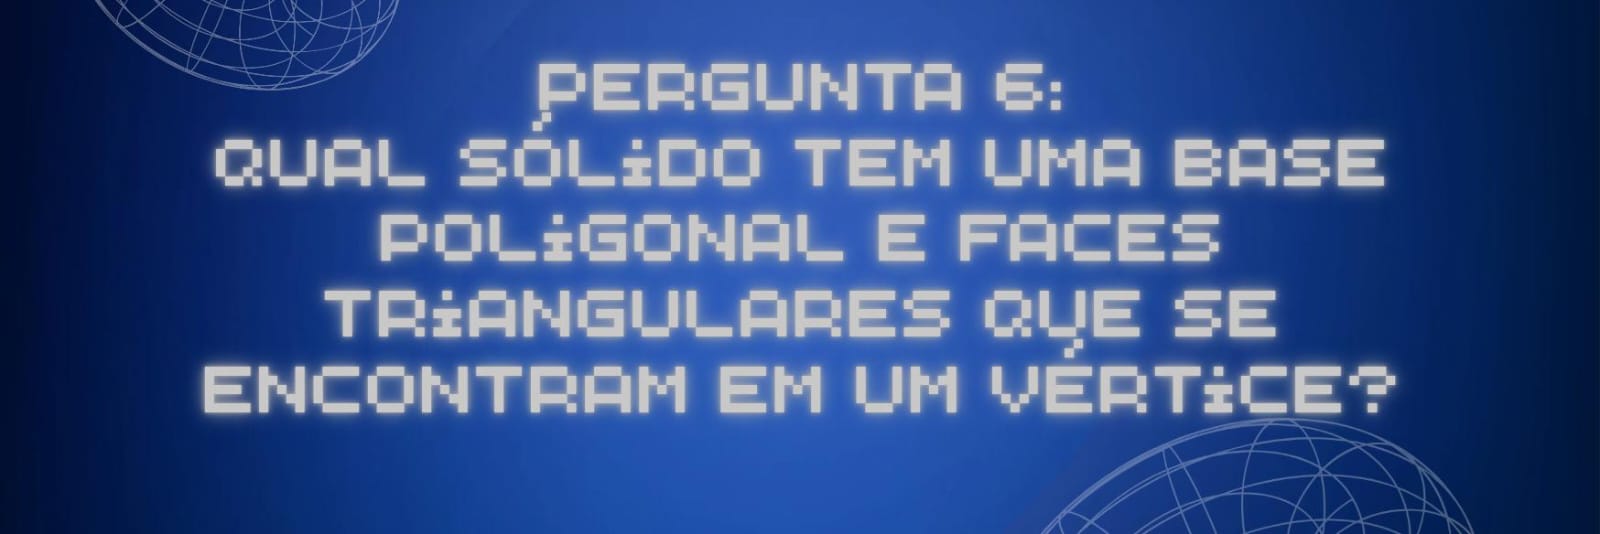 PERGUNTA 6:
QUAL SÓLIDO TEM UMA BASE
POLIGONAL E FACES
TRIANGULARES QUE SE
ENCONTRAM EM UM VÉRTICE?